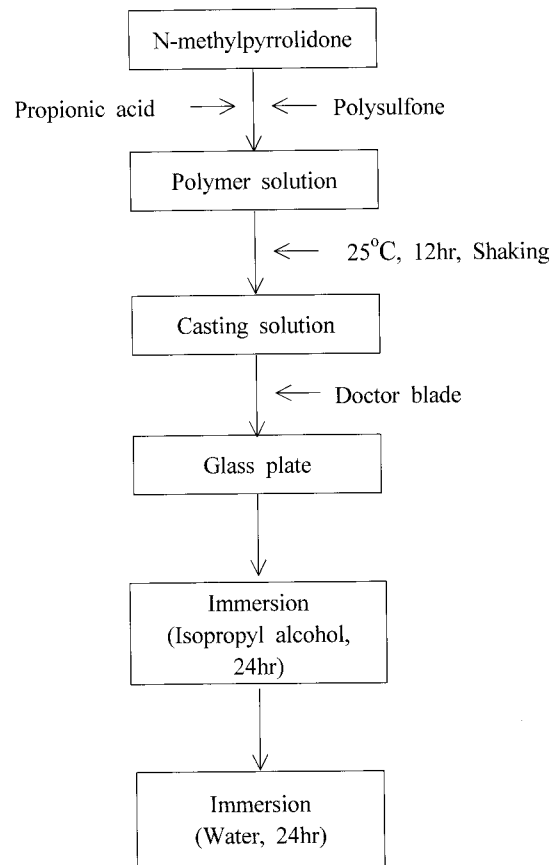 N-methylpyrrolidone
Propionic acid
Polysulfone
Polymer solution
25°C, 12hr, Shaking
Casting solution
Doctor blade
Glass plate
Immersion
(Isopropyl alcohol,
24hr)
Immersion
(Water, 24hr)